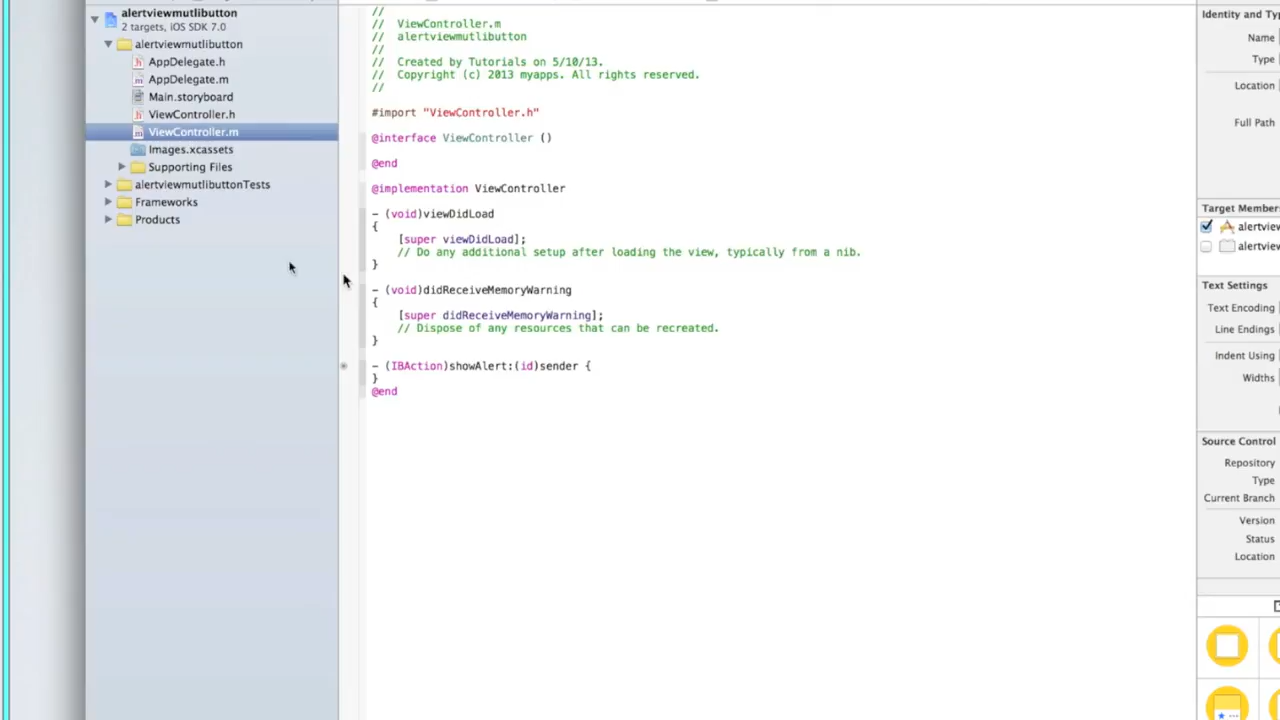 alertviewmutlibutton
2 targets, iOS SDK 7.0
alertviewmutlibutton
AppDelegate.h
AppDelegate.m
Main.storyboard
ViewController.h
ViewController.m
Images.xcassets
Supporting Files
alertviewmutlibuttonTests
Frameworks
Products
//
// ViewController.m
// alertviewmutlibutton
//
// Created by Tutorials on 5/10/13.
// Copyright (c) 2013 myapps. All rights reserved.
//
#import "ViewController.h"
@interface ViewController ()
@end
@implementation ViewController
- (void)viewDidLoad
{
[super viewDidLoad];
// Do any additional setup after loading the view, typically from a nib.
}
- (void)didReceiveMemoryWarning
{
[super didReceiveMemoryWarning];
// Dispose of any resources that can be recreated.
}
- (IBAction)showAlert:(id)sender {
}
@end
Identity and Ty
Name
Type
Location
Full Path
Target Member
alertview
alertview
Text Settings
Text Encoding
Line Endings
Indent Using
Widths
Source Control
Repository
Type
Current Branch
Version
Status
Location